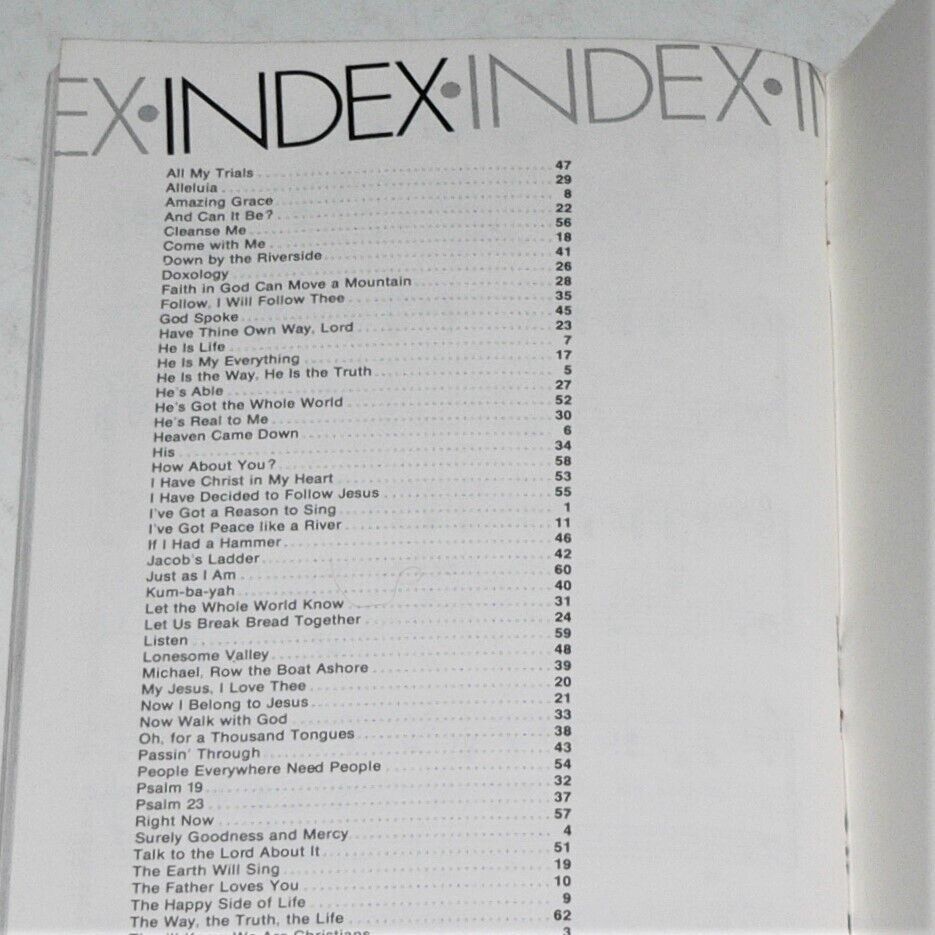 EX•INDEX•INDEX•IN
All My Trials 47
Alleluia 29
Amazing Grace 8
And Can It Be? 22
Cleanse Me 56
Come with Me 18
Down by the Riverside 41
Doxology 26
Faith in God Can Move a Mountain 28
Follow, I Will Follow Thee 35
God Spoke 45
Have Thine Own Way, Lord 23
He Is Life 7
He Is My Everything 17
He Is the Way, He Is the Truth 5
He's Able 27
He's Got the Whole World 52
He's Real to Me 30
Heaven Came Down 6
His 34
How About You? 58
I Have Christ in My Heart 53
I Have Decided to Follow Jesus 55
I've Got a Reason to Sing 1
I've Got Peace like a River 11
If I Had a Hammer 46
Jacob's Ladder 42
Just as I Am 60
Kum-ba-yah 40
Let the Whole World Know 31
Let Us Break Bread Together 24
Listen 59
Lonesome Valley 48
Michael, Row the Boat Ashore 39
My Jesus, I Love Thee 20
Now I Belong to Jesus 21
Now Walk with God 33
Oh, for a Thousand Tongues 38
Passin' Through 43
People Everywhere Need People 54
Psalm 19 32
Psalm 23 37
Right Now 57
Surely Goodness and Mercy 4
Talk to the Lord About It 51
The Earth Will Sing 19
The Father Loves You 10
The Happy Side of Life 9
The Way, the Truth, the Life 62
They'll Know We Are Christians 3